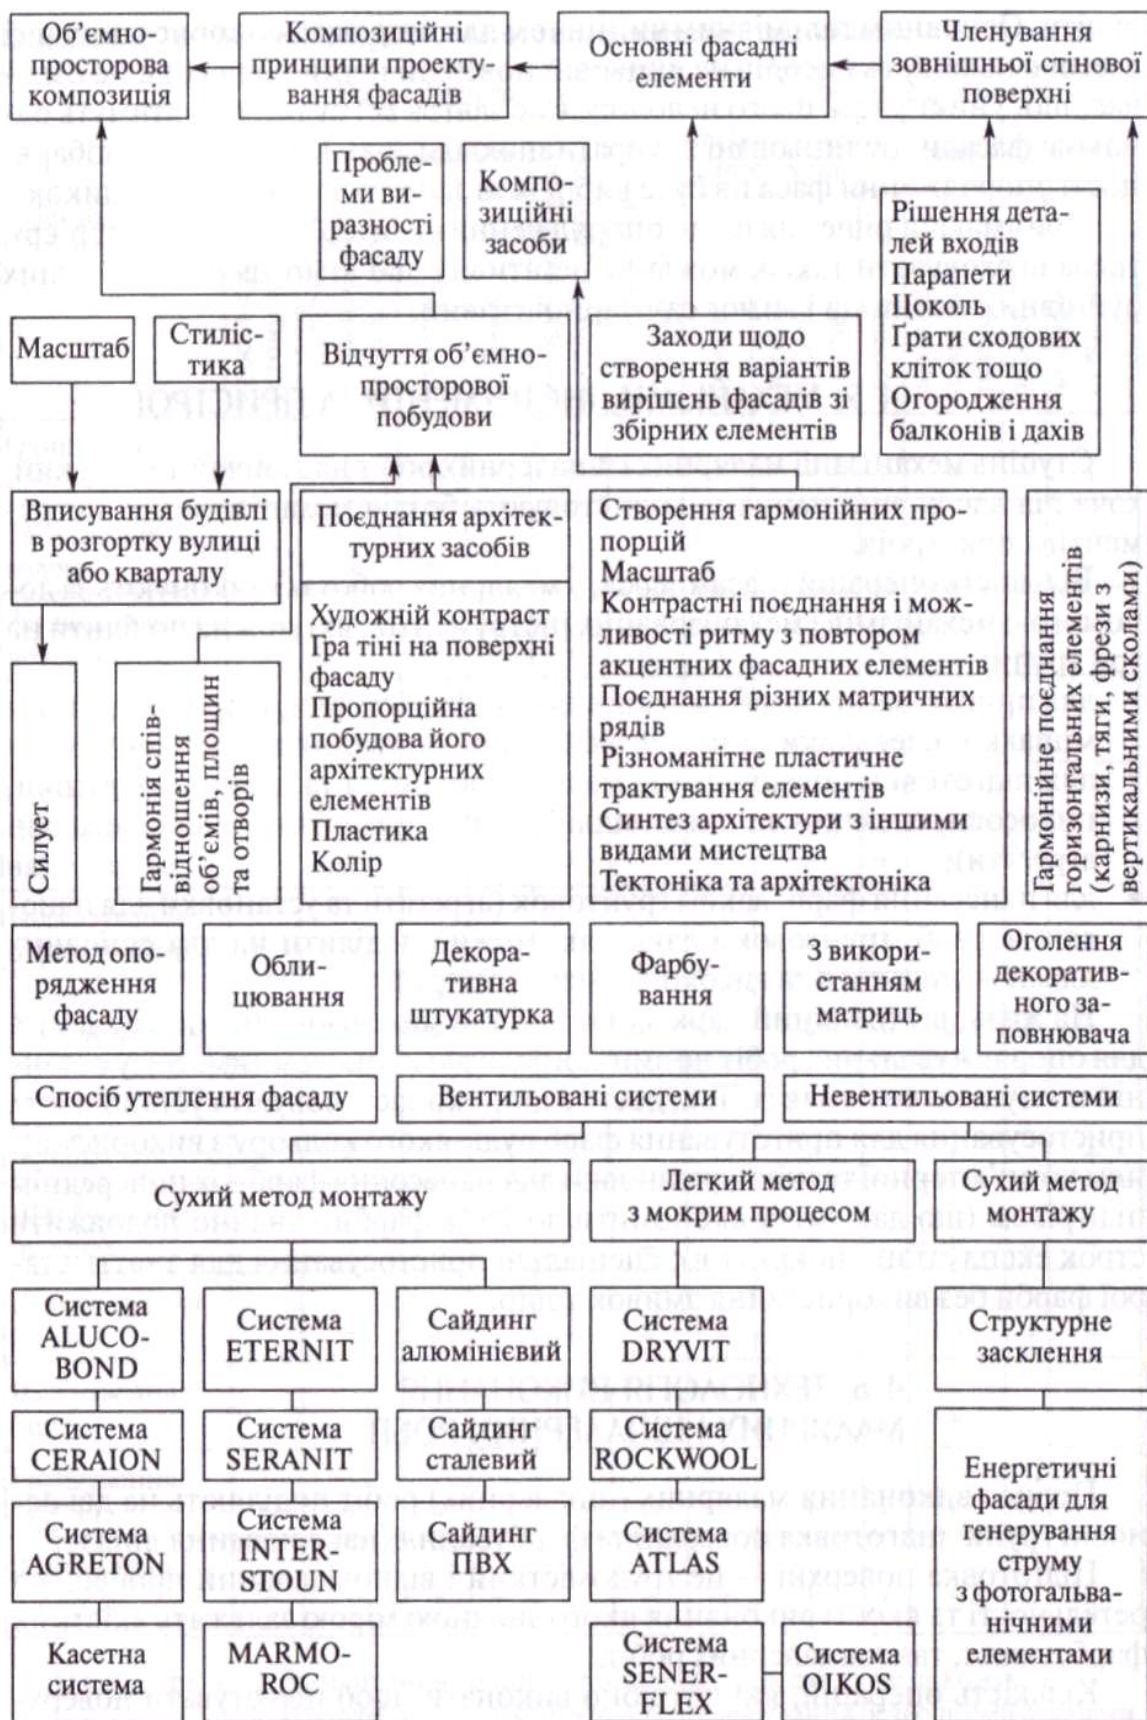 Об’ємно-
просторова
композиція
Композиційні
принципи проекту-
вання фасадів
Основні фасадні
елементи
Членування
зовнішньої стінової
поверхні
Пробле-
ми ви-
разності
фасаду
Компо-
зиційні
засоби
Рішення дета-
лей входів
Парапети
Цоколь
Ґрати сходових
кліток тощо
Огородження
балконів і дахів
Масштаб
Стиліс-
тика
Відчуття об’ємно-
просторової
побудови
Заходи щодо
створення варіантів
вирішень фасадів зі
збірних елементів
Вписування будівлі
в розгортку вулиці
або кварталу
Поєднання архітек-
турних засобів
Художній контраст
Гра тіні на поверхні
фасаду
Пропорційна
побудова його
архітектурних
елементів
Пластика
Колір
Створення гармонійних про-
порцій
Масштаб
Контрастні поєднання і мож-
ливості ритму з повтором
акцентних фасадних елементів
Поєднання різних матричних
рядів
Різноманітне пластичне
трактування елементів
Синтез архітектури з іншими
видами мистецтва
Тектоніка та архітектоніка
Гармонійне поєднання
горизонтальних елементів
(карнизи, тяги, фрези з
вертикальними сколами)
Силует
Гармонія спів-
відношення
об’ємів, площин
та отворів
Метод опо-
рядження
фасаду
Обли-
цювання
Декора-
тивна
штукатурка
Фарбу-
вання
З викори-
станням
матриць
Оголення
декоратив-
ного за-
повнювача
Спосіб утеплення фасаду
Вентильовані системи
Невентильовані системи
Сухий метод монтажу
Легкий метод
з мокрим процесом
Сухий метод
монтажу
Система
ALUCO-
BOND
Система
ETERNIT
Сайдинг
алюмінієвий
Система
DRYVIT
Структурне
засклення
Система
CERAION
Система
SERANIT
Сайдинг
сталевий
Система
ROCKWOOL
Енергетичні
фасади для
генерування
струму
з фотогальва-
нічними
елементами
Система
AGRETON
Система
INTER-
STOUN
Сайдинг
ПВХ
Система
ATLAS
Касетна
система
MARMO-
ROC
Система
SENER-
FLEX
Система
OIKOS